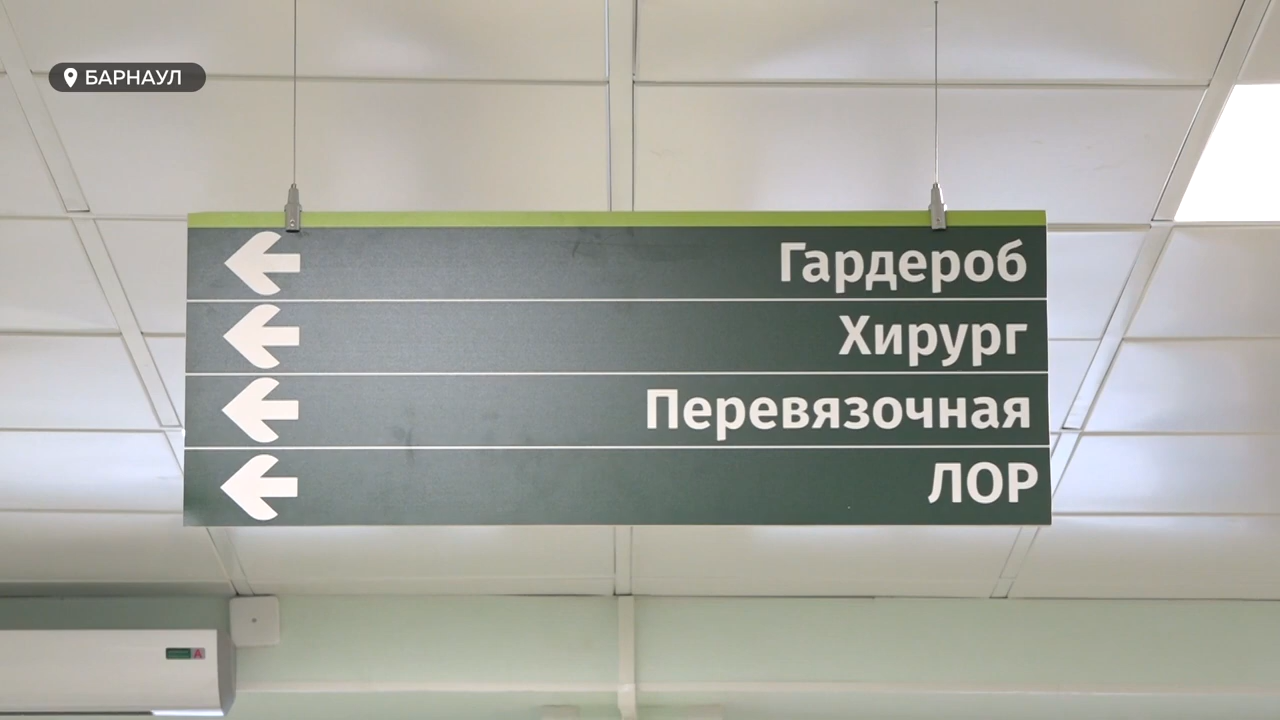 БАРНАУЛ
Гардероб
Хирург
Перевязочная
ЛОР
A